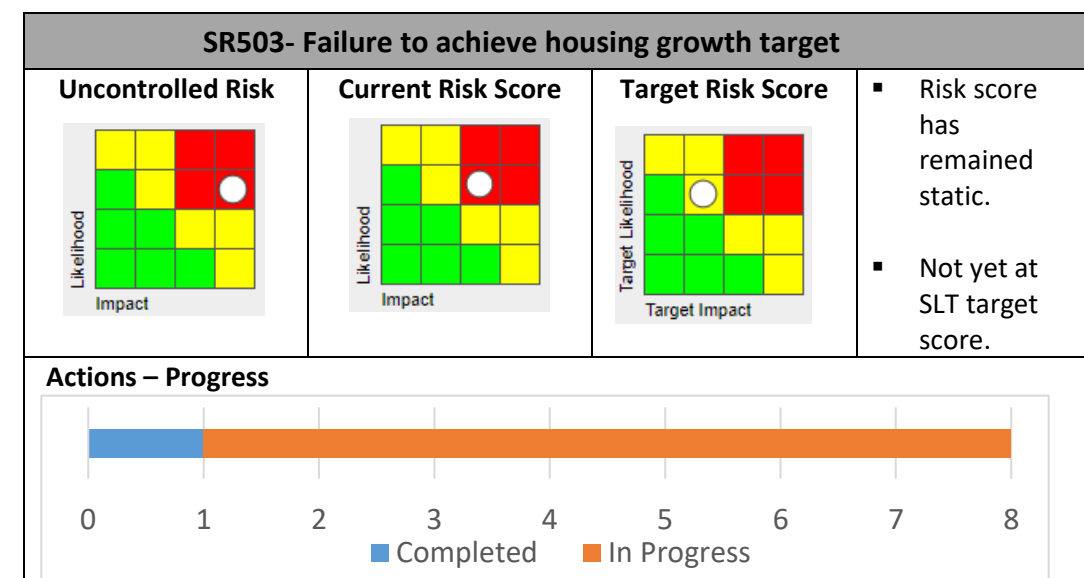 SR503- Failure to achieve housing growth target
Uncontrolled Risk
Likelihood
Impact
Current Risk Score
Likelihood
Impact
Target Risk Score
Target Likelihood
Target Impact
▪ Risk score
has
remained
static.
▪ Not yet at
SLT target
score.
Actions – Progress
0 1 2 3 4 5 6 7 8
Completed In Progress